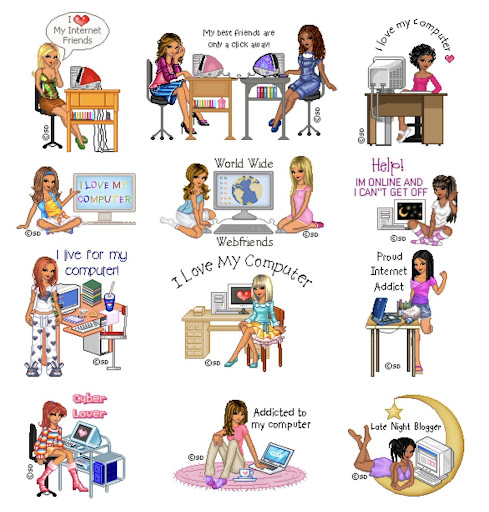 I ❤
My Internet
Friends
©SD
My best friends are
only a click away!
©SD
I love my computer
©SD
I LOVE MY
COMPUTER
©SD
World Wide
Webfriends
©SD
Help!
IM ONLINE AND
I CAN"T GET OFF
©SD
I live for my
computer!
©SD
I Love My Computer
©SD
Proud
Internet
Addict
©SD
Cyber
Lover
©SD
Addicted to
my computer
©SD
Late Night Blogger
©SD